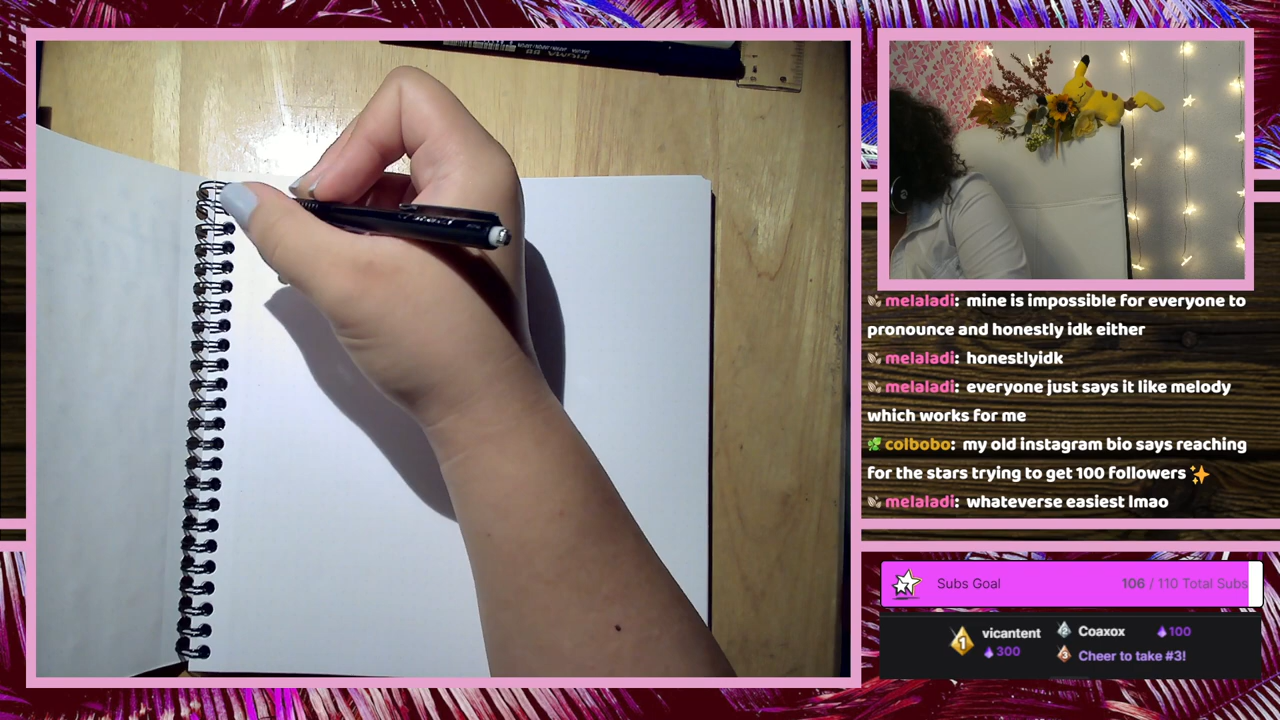 melaladi: mine is impossible for everyone to
pronounce and honestly idk either
melaladi: honestlyidk
melaladi: everyone just says it like melody
which works for me
colbobo: my old instagram bio says reaching
for the stars trying to get 100 followers ✨
melaladi: whateverse easiest lmao
Subs Goal 106 / 110 Total Subs
1 vicantent 300
2 Coaxox 100
3 Cheer to take #3!